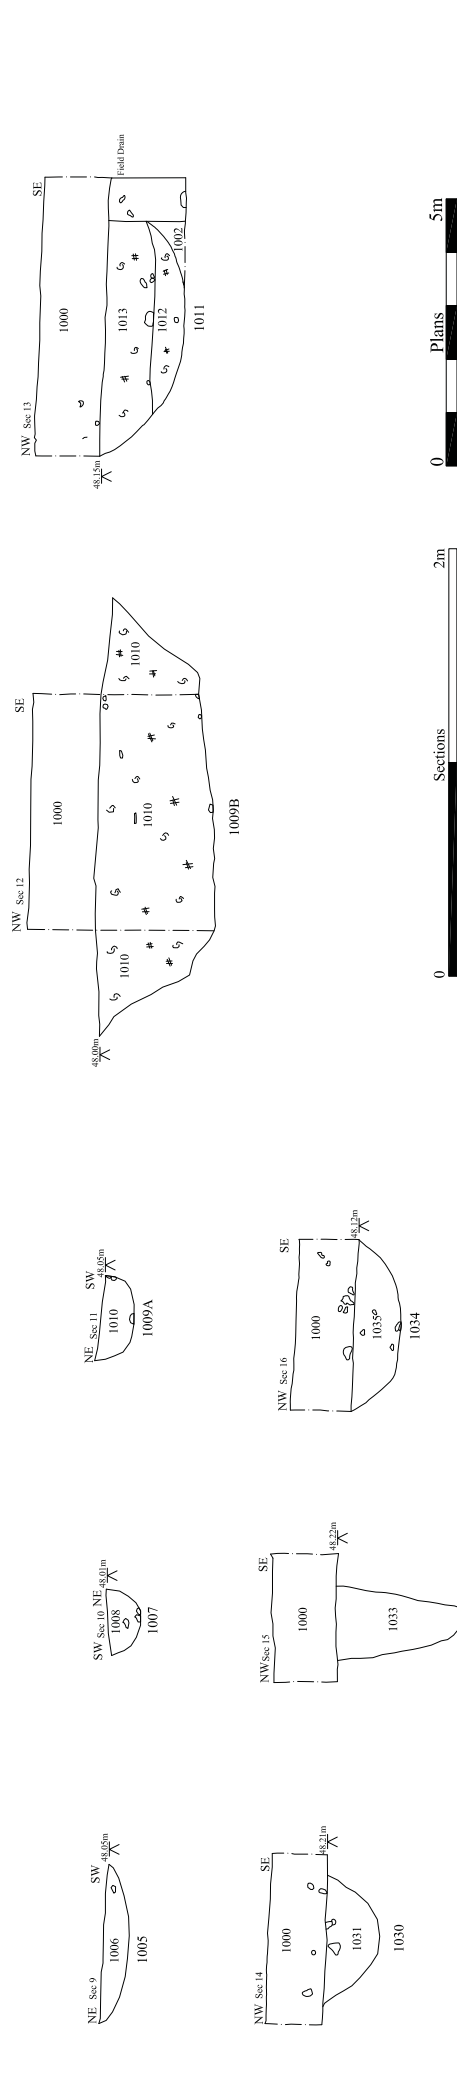 NE Sec 9 SW
48.05m
1006
1005
SW Sec 10 NE
48.01m
1008
1007
NE Sec 11 SW
48.05m
1010
1009A
NW Sec 12 SE
1000
48.00m
1010
1010
1010
1009B
NW Sec 13 SE
1000
Field Drain
48.15m
1013
1012
1002
1011
NW Sec 14 SE
1000
48.21m
1031
1030
NW Sec 15 SE
1000
48.22m
1033
NW Sec 16 SE
1000
48.12m
1035
1034
0 Sections 2m
0 Plans 5m